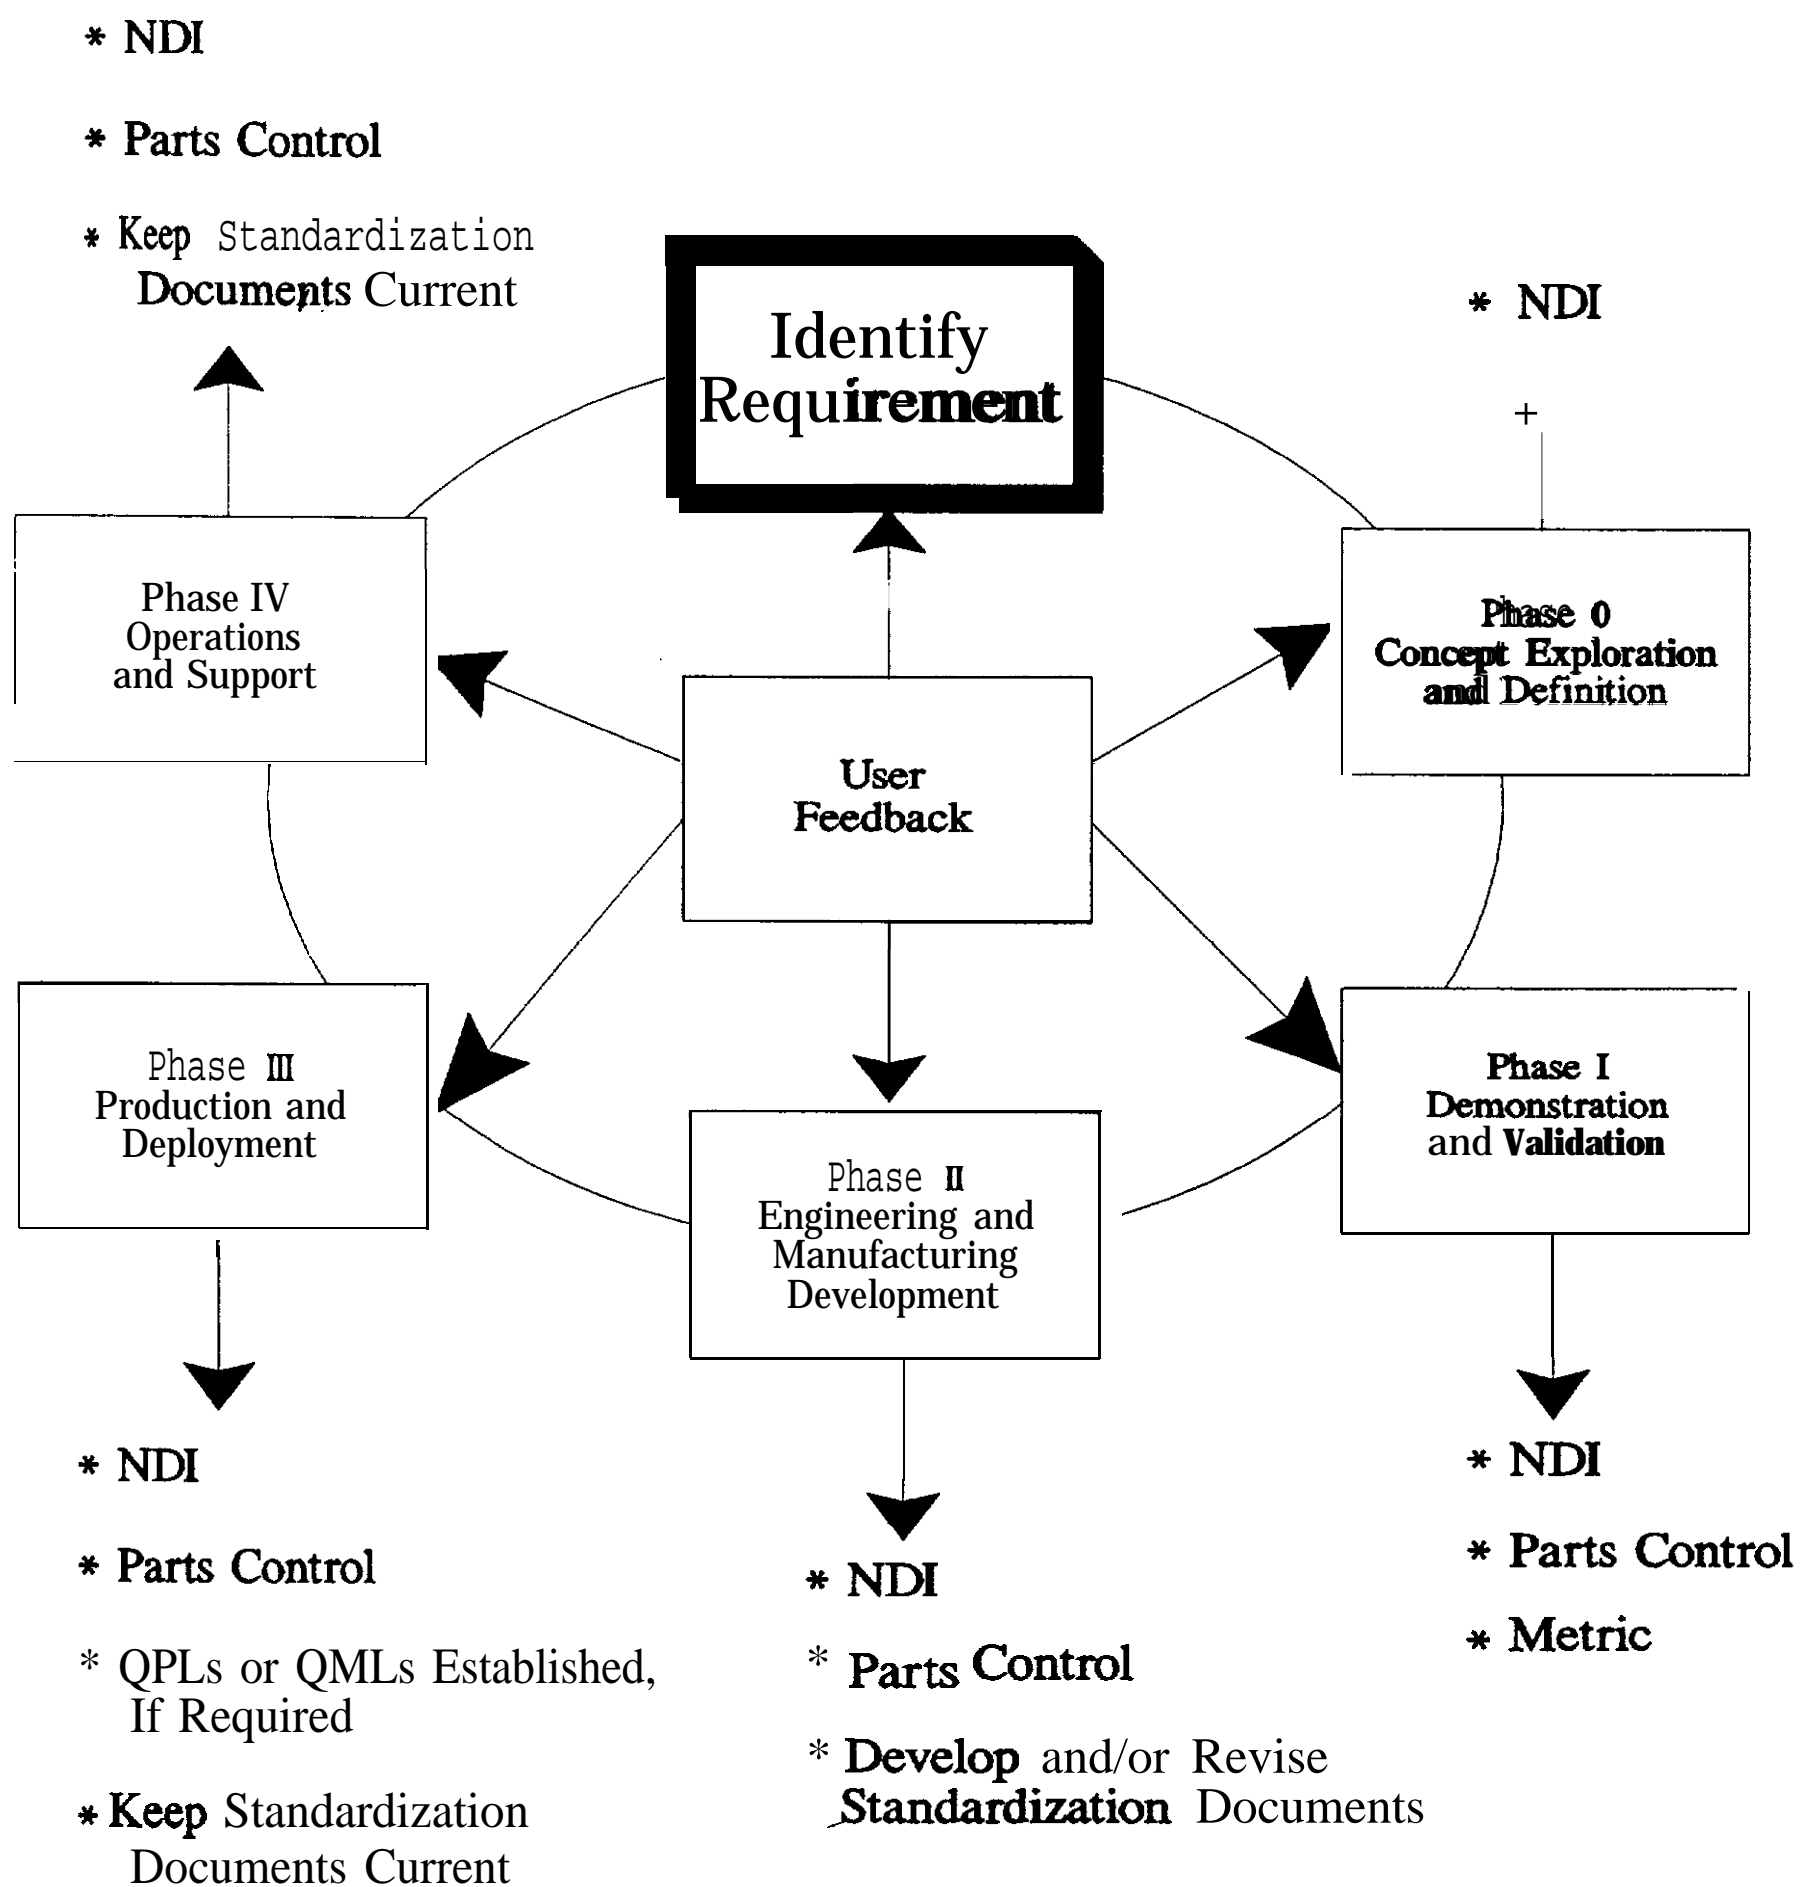 * NDI
* Parts Control
* Keep Standardization
Documents Current
Identify
Requirement
* NDI
+
Phase IV
Operations
and Support
Phase 0
Concept Exploration
and Definition
User
Feedback
Phase III
Production and
Deployment
Phase I
Demonstration
and Validation
Phase II
Engineering and
Manufacturing
Development
* NDI
* Parts Control
* QPLs or QMLs Established,
If Required
* Keep Standardization
Documents Current
* NDI
* Parts Control
* Develop and/or Revise
Standardization Documents
* NDI
* Parts Control
* Metric